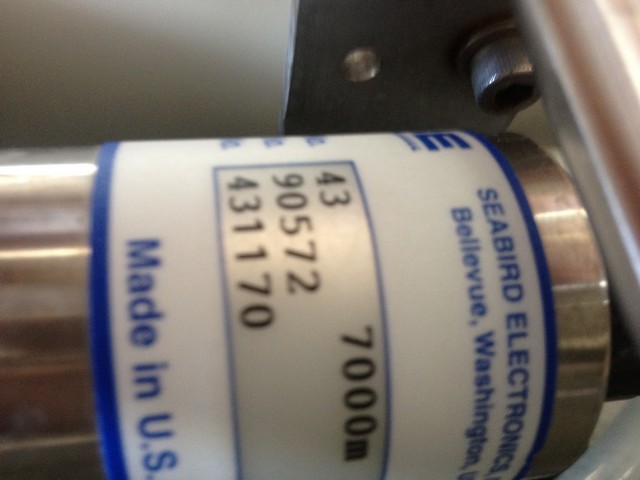 SEABIRD ELECTRONICS,
Bellevue, Washington,
43 7000m
90572
431170
Made in U.S.